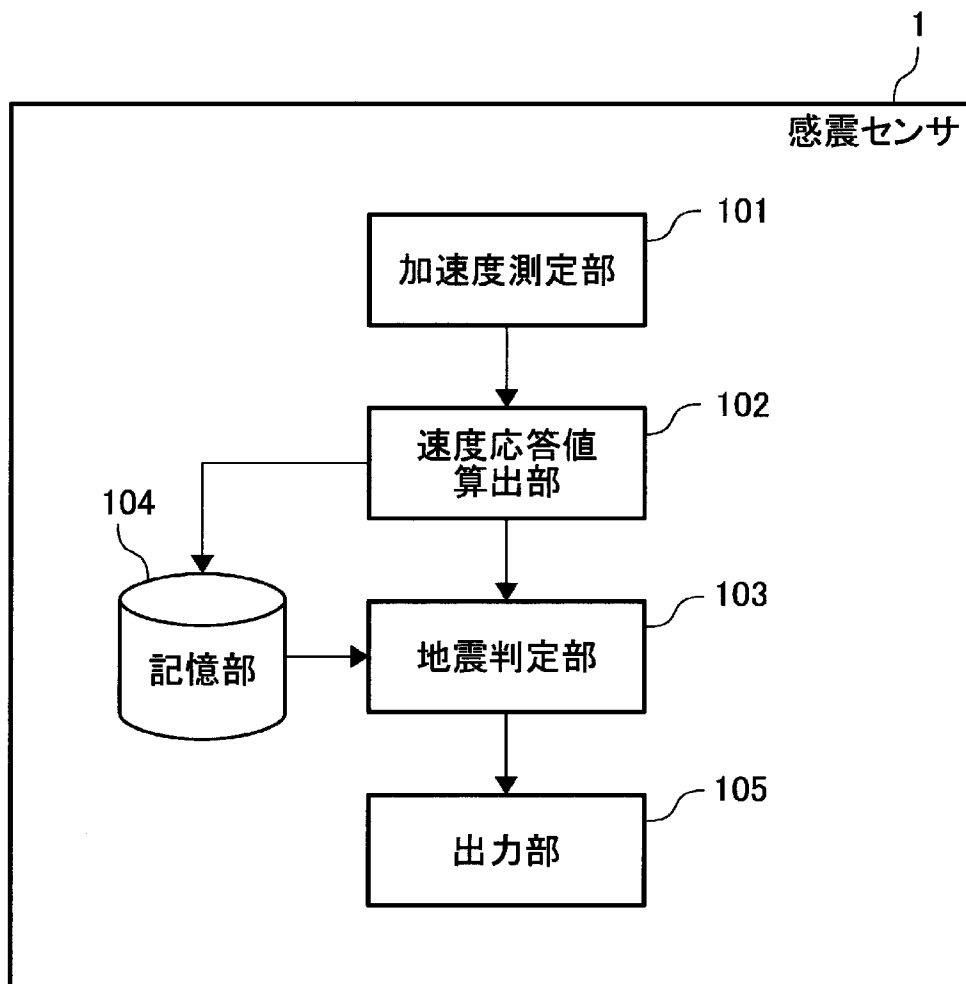 1
感震センサ
101
加速度測定部
102
速度応答値
算出部
104
103
記憶部
地震判定部
105
出力部